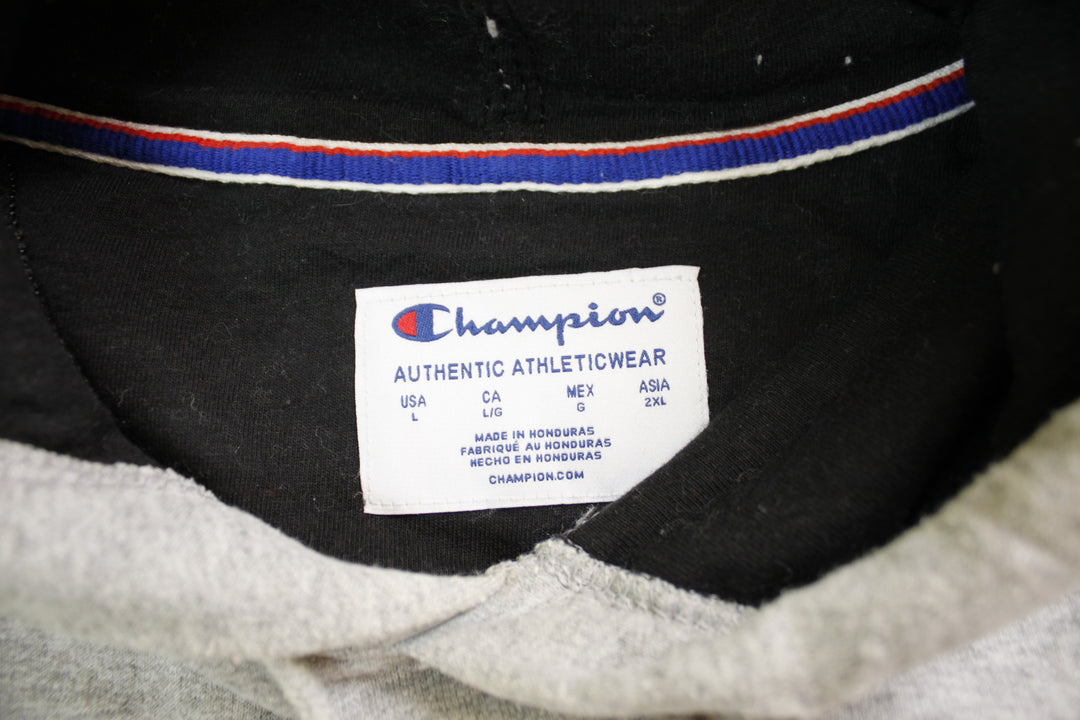 Champion®
AUTHENTIC ATHLETICWEAR
USA CA MEX ASIA
L L/G G 2XL
MADE IN HONDURAS
FABRIQUÉ AU HONDURAS
HECHO EN HONDURAS
CHAMPION.COM